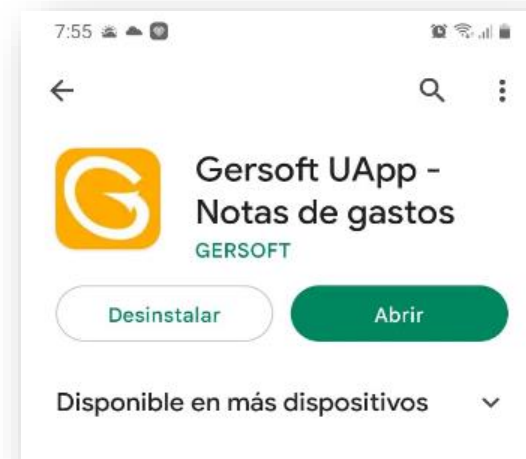 7:55
Gersoft UApp -
Notas de gastos
GERSOFT
Desinstalar
Abrir
Disponible en más dispositivos